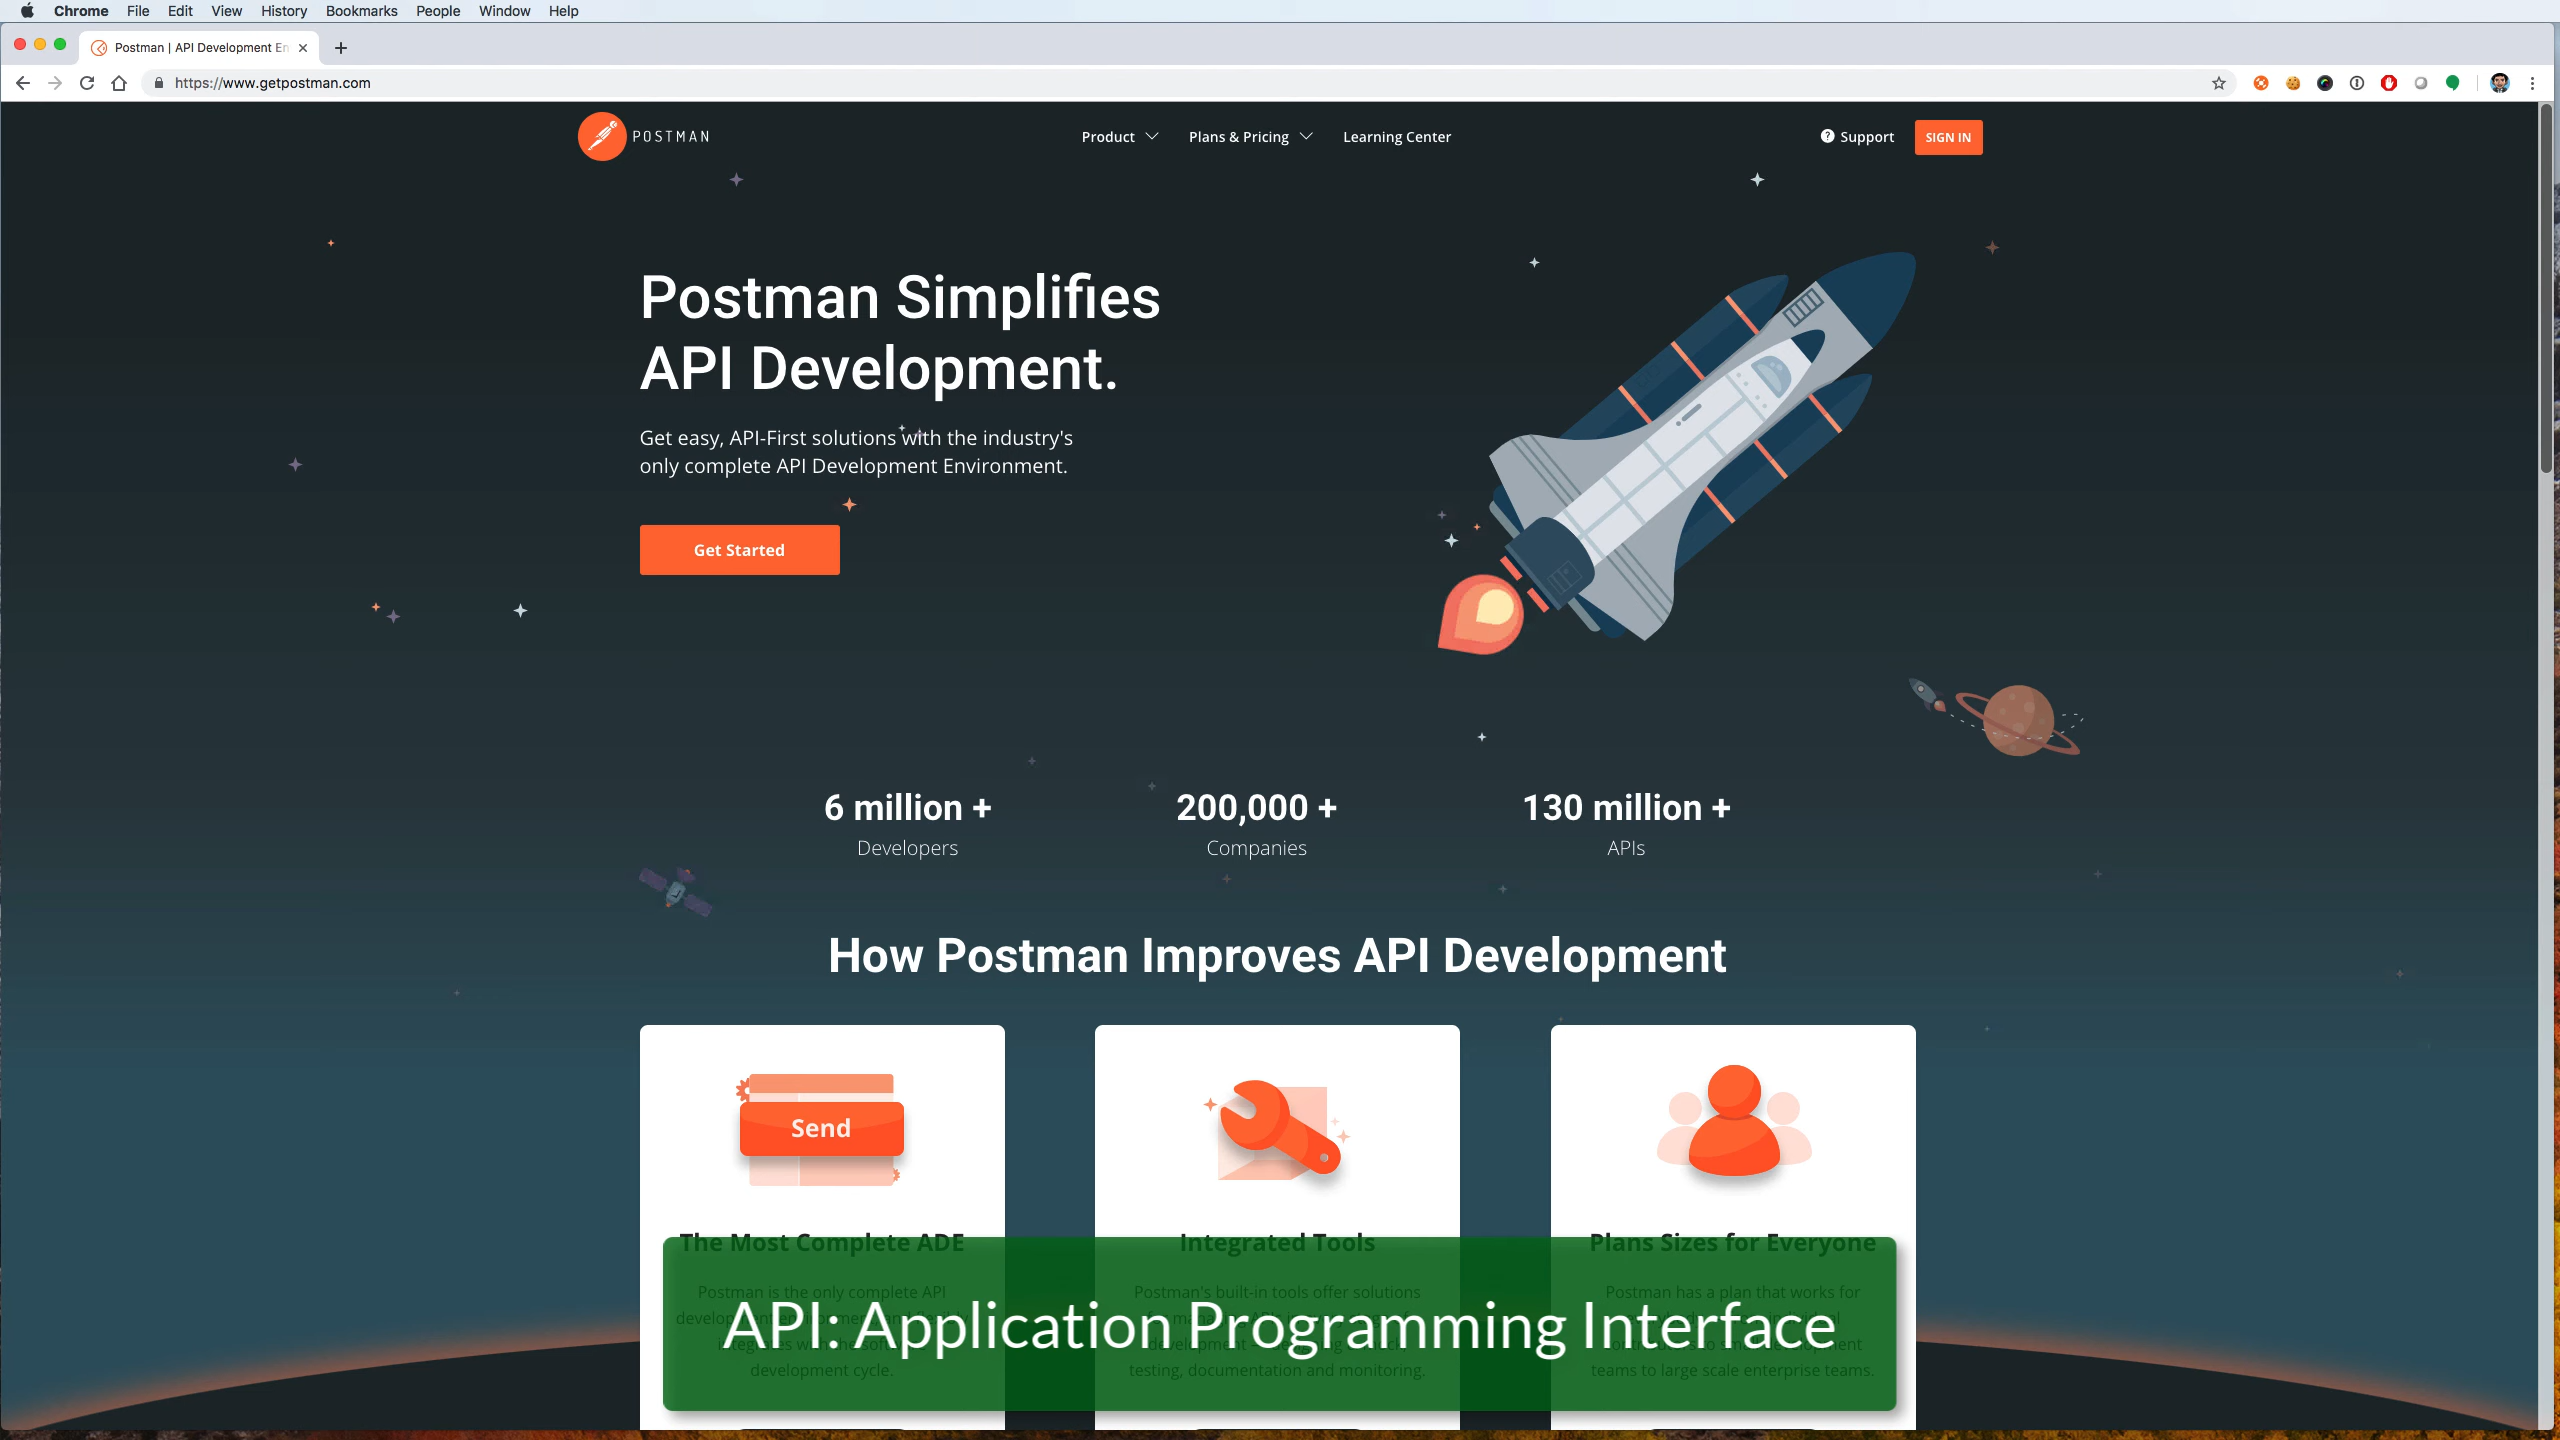 Chrome File Edit View History Bookmarks People Window Help
Postman | API Development En
https://www.getpostman.com
POSTMAN
Product Plans & Pricing Learning Center
Support SIGN IN
Postman Simplifies
API Development.
Get easy, API-First solutions with the industry's
only complete API Development Environment.
Get Started
6 million + 200,000 + 130 million +
Developers Companies APIs
How Postman Improves API Development
Send
The Most Complete ADE Integrated Tools Plans Sizes for Everyone
Postman is the only complete API
integrates with the
development cycle.
Postman's built-in tools offer solutions
testing, documentation and monitoring.
Postman has a plan that works for
teams to large scale enterprise teams.
API: Application Programming Interface